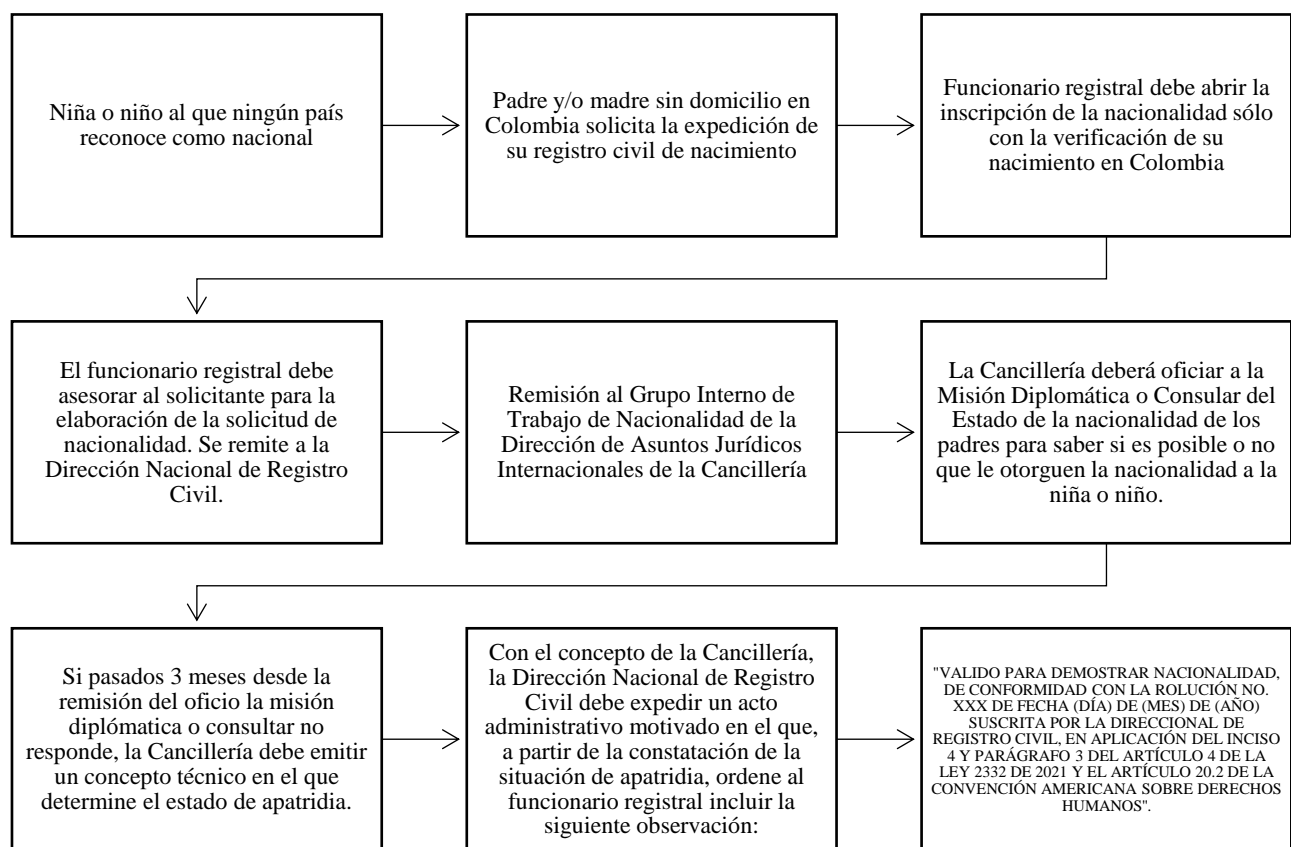 Niña o niño al que ningún país
reconoce como nacional
Padre y/o madre sin domicilio en
Colombia solicita la expedición de
su registro civil de nacimiento
Funcionario registral debe abrir la
inscripción de la nacionalidad sólo
con la verificación de su
nacimiento en Colombia
El funcionario registral debe
asesorar al solicitante para la
elaboración de la solicitud de
nacionalidad. Se remite a la
Dirección Nacional de Registro
Civil.
Remisión al Grupo Interno de
Trabajo de Nacionalidad de la
Dirección de Asuntos Jurídicos
Internacionales de la Cancillería
La Cancillería deberá oficiar a la
Misión Diplomática o Consular del
Estado de la nacionalidad de los
padres para saber si es posible o no
que le otorguen la nacionalidad a la
niña o niño.
Si pasados 3 meses desde la
remisión del oficio la misión
diplómatica o consultar no
responde, la Cancillería debe emitir
un concepto técnico en el que
determine el estado de apatridia.
Con el concepto de la Cancillería,
la Dirección Nacional de Registro
Civil debe expedir un acto
administrativo motivado en el que,
a partir de la constatación de la
situación de apatridia, ordene al
funcionario registral incluir la
siguiente observación:
"VALIDO PARA DEMOSTRAR NACIONALIDAD,
DE CONFORMIDAD CON LA ROLUCIÓN NO.
XXX DE FECHA (DÍA) DE (MES) DE (AÑO)
SUSCRITA POR LA DIRECCIONAL DE
REGISTRO CIVIL, EN APLICACIÓN DEL INCISO
4 Y PARÁGRAFO 3 DEL ARTÍCULO 4 DE LA
LEY 2332 DE 2021 Y EL ARTÍCULO 20.2 DE LA
CONVENCIÓN AMERICANA SOBRE DERECHOS
HUMANOS".